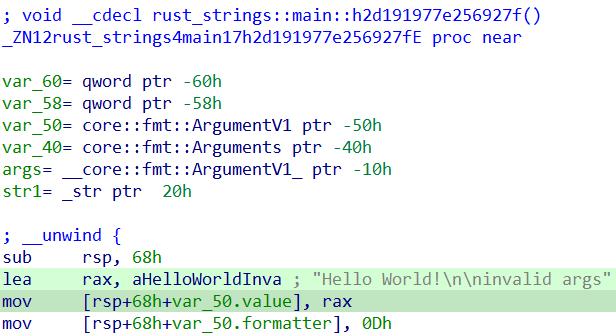 ; void __cdecl rust_strings::main::h2d191977e256927f()
_ZN12rust_strings4main17h2d191977e256927fE proc near
var_60= qword ptr -60h
var_58= qword ptr -58h
var_50= core::fmt::ArgumentV1 ptr -50h
var_40= core::fmt::Arguments ptr -40h
args= __core::fmt::ArgumentV1_ ptr -10h
str1= _str ptr  20h
; __unwind {
sub     rsp, 68h
lea     rax, aHelloWorldInva ; "Hello World!\n\ninvalid args"
mov     [rsp+68h+var_50.value], rax
mov     [rsp+68h+var_50.formatter], 0Dh